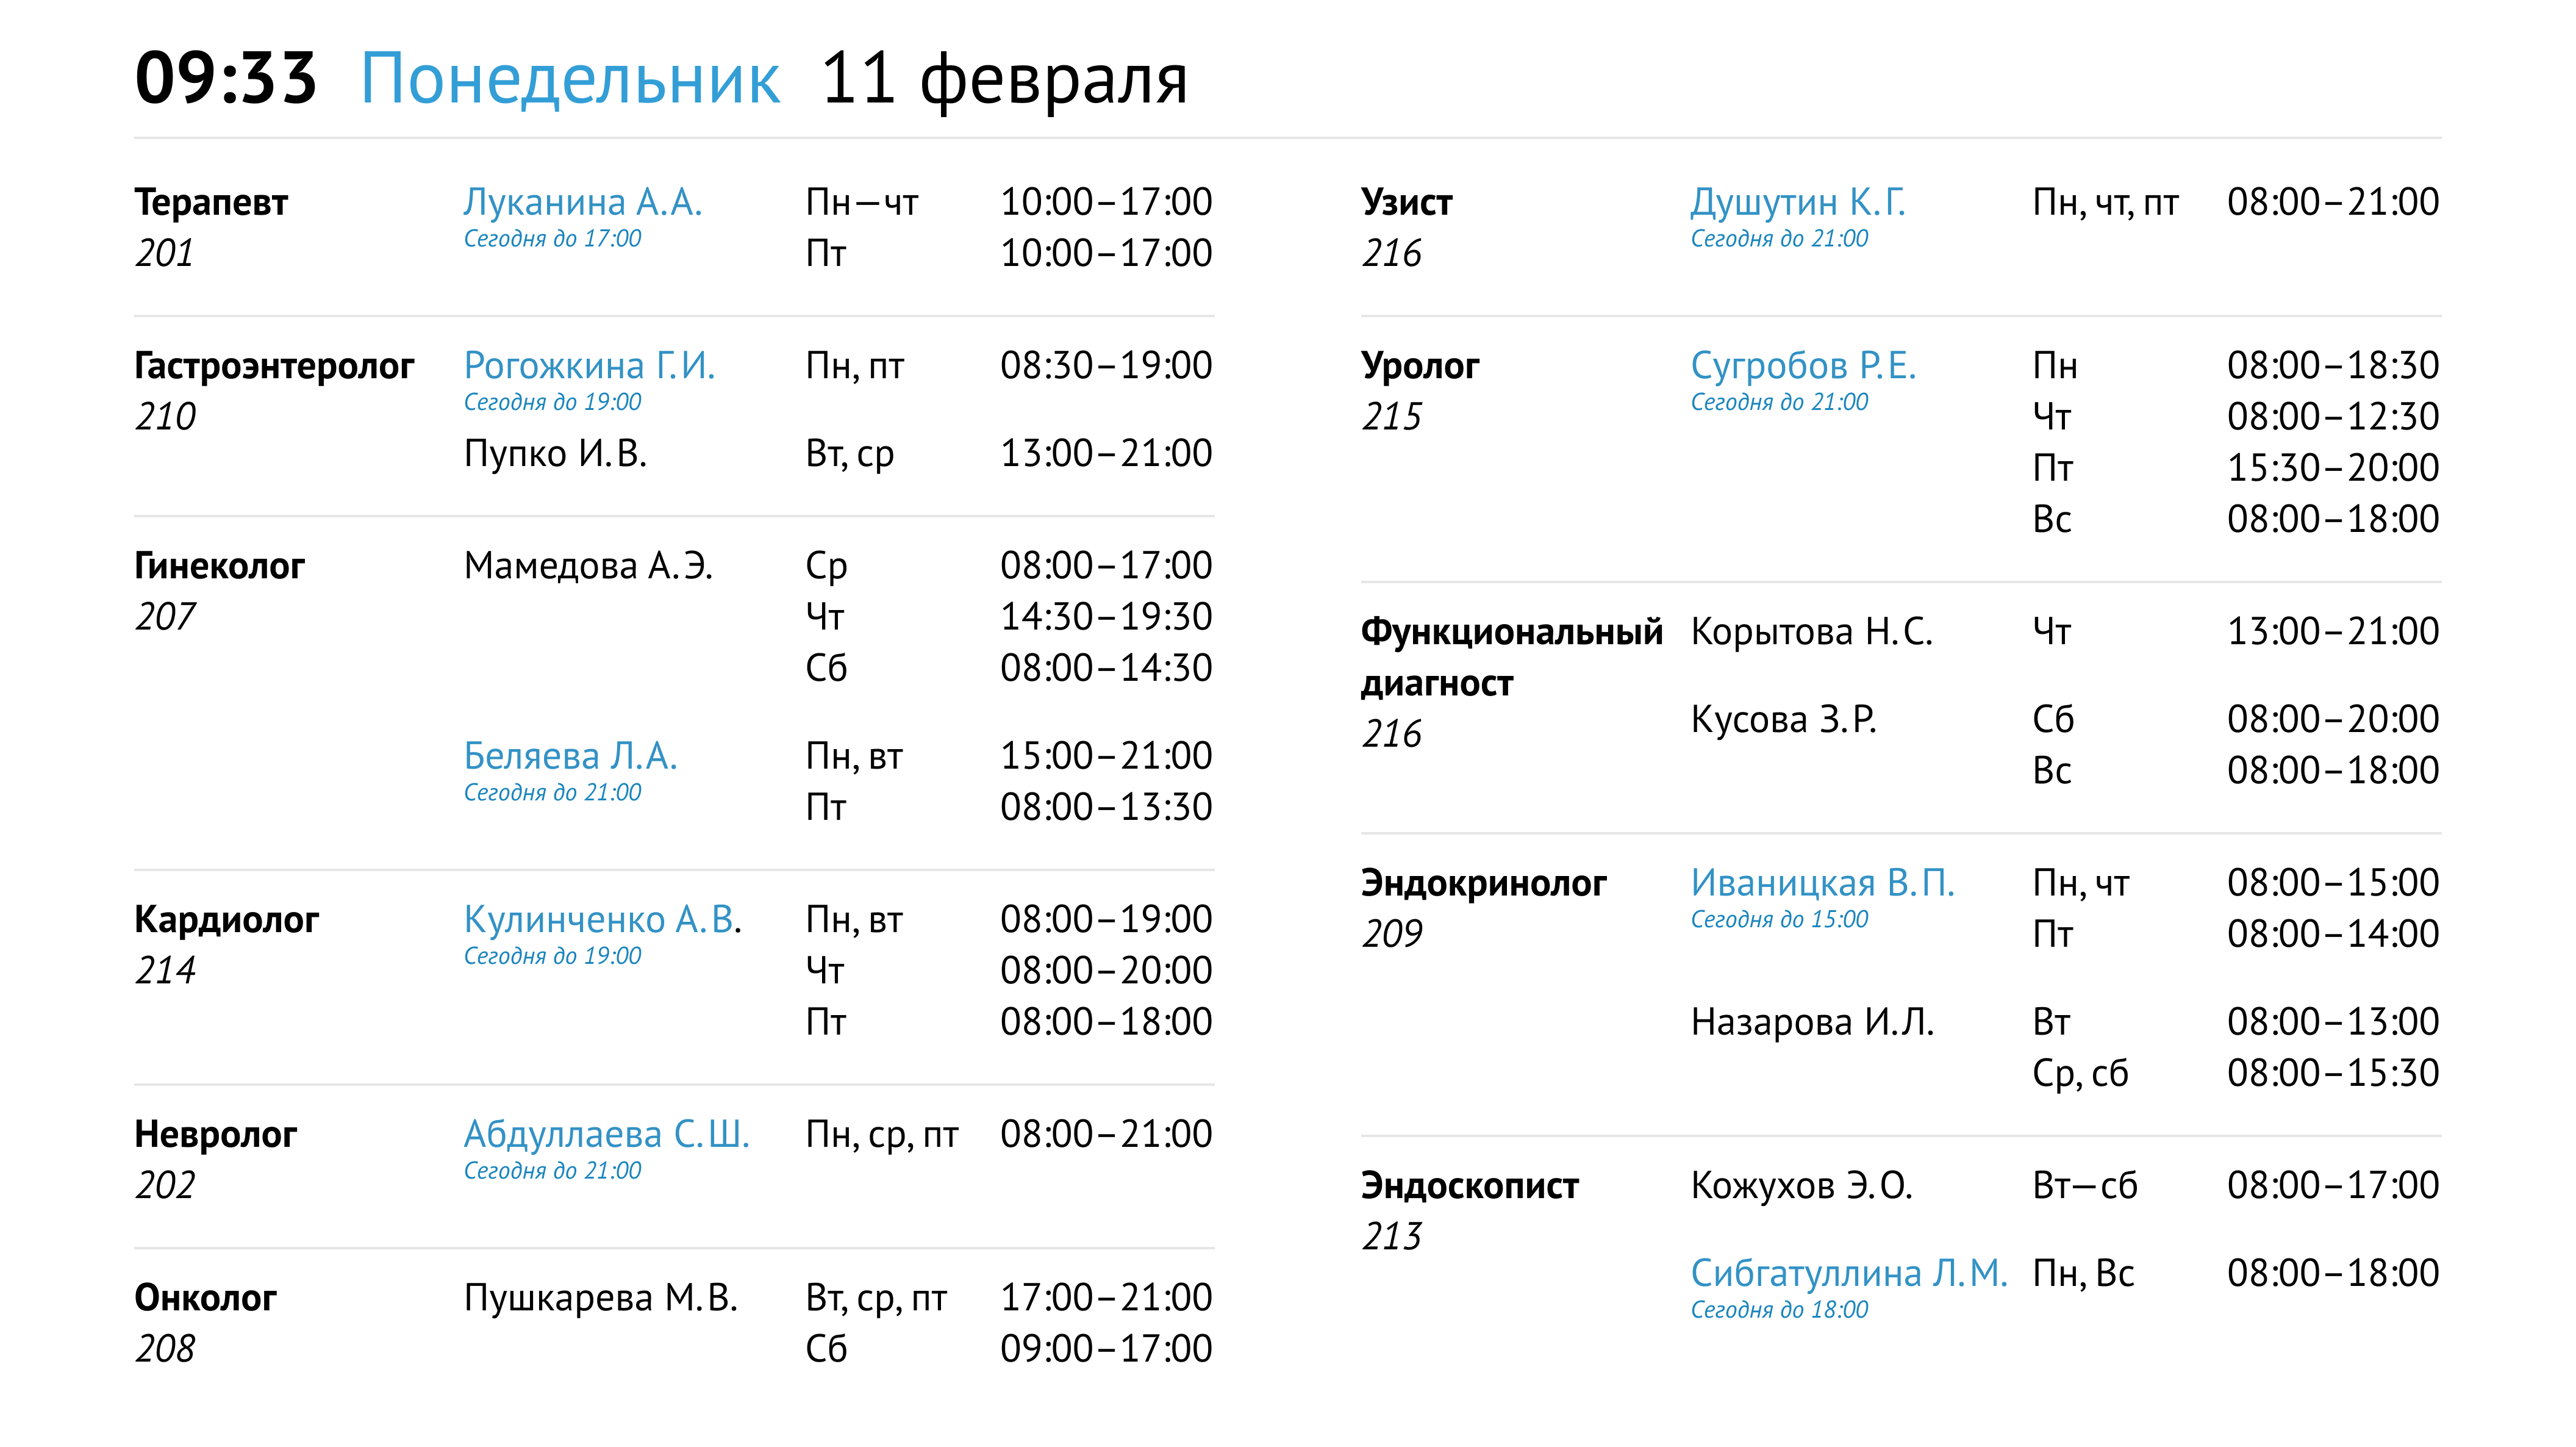 09:33 Понедельник 11 февраля
Терапевт Луканина А.А. Пн—чт 10:00–17:00
Сегодня до 17:00
201 Пт 10:00–17:00
Гастроэнтеролог Рогожкина Г.И. Пн, пт 08:30–19:00
Сегодня до 19:00
210
Пупко И.В. Вт, ср 13:00–21:00
Гинеколог Мамедова А.Э. Ср 08:00–17:00
207 Чт 14:30–19:30
Сб 08:00–14:30
Беляева Л.А. Пн, вт 15:00–21:00
Сегодня до 21:00
Пт 08:00–13:30
Кардиолог Кулинченко А.В. Пн, вт 08:00–19:00
Сегодня до 19:00
214 Чт 08:00–20:00
Пт 08:00–18:00
Невролог Абдуллаева С.Ш. Пн, ср, пт 08:00–21:00
Сегодня до 21:00
202
Онколог Пушкарева М.В. Вт, ср, пт 17:00–21:00
208 Сб 09:00–17:00
Узист Душутин К.Г. Пн, чт, пт 08:00–21:00
Сегодня до 21:00
216
Уролог Сугробов Р.Е. Пн 08:00–18:30
Сегодня до 21:00
215 Чт 08:00–12:30
Пт 15:30–20:00
Вс 08:00–18:00
Функциональный Корытова Н.С. Чт 13:00–21:00
диагност
Кусова З.Р. Сб 08:00–20:00
216
Вс 08:00–18:00
Эндокринолог Иваницкая В.П. Пн, чт 08:00–15:00
Сегодня до 15:00
209 Пт 08:00–14:00
Назарова И.Л. Вт 08:00–13:00
Ср, сб 08:00–15:30
Эндоскопист Кожухов Э.О. Вт—сб 08:00–17:00
213
Сибгатуллина Л.М. Пн, Вс 08:00–18:00
Сегодня до 18:00